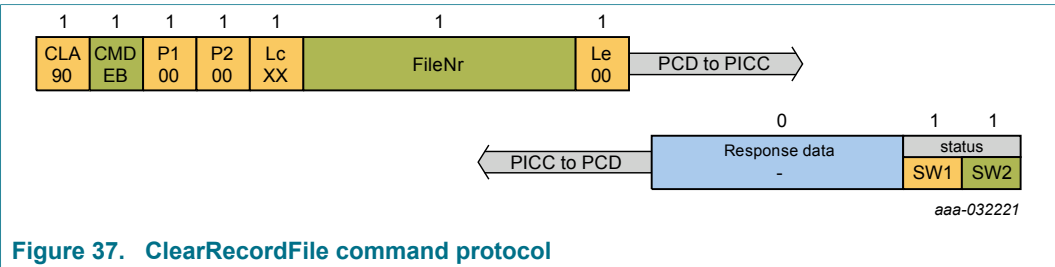 1 1 1 1 1 1 1
CLA CMD P1 P2 Lc FileNr Le
90 EB 00 00 XX 00
PCD to PICC
0 1 1
PICC to PCD
Response data
-
status
SW1 SW2
aaa-032221
Figure 37. ClearRecordFile command protocol